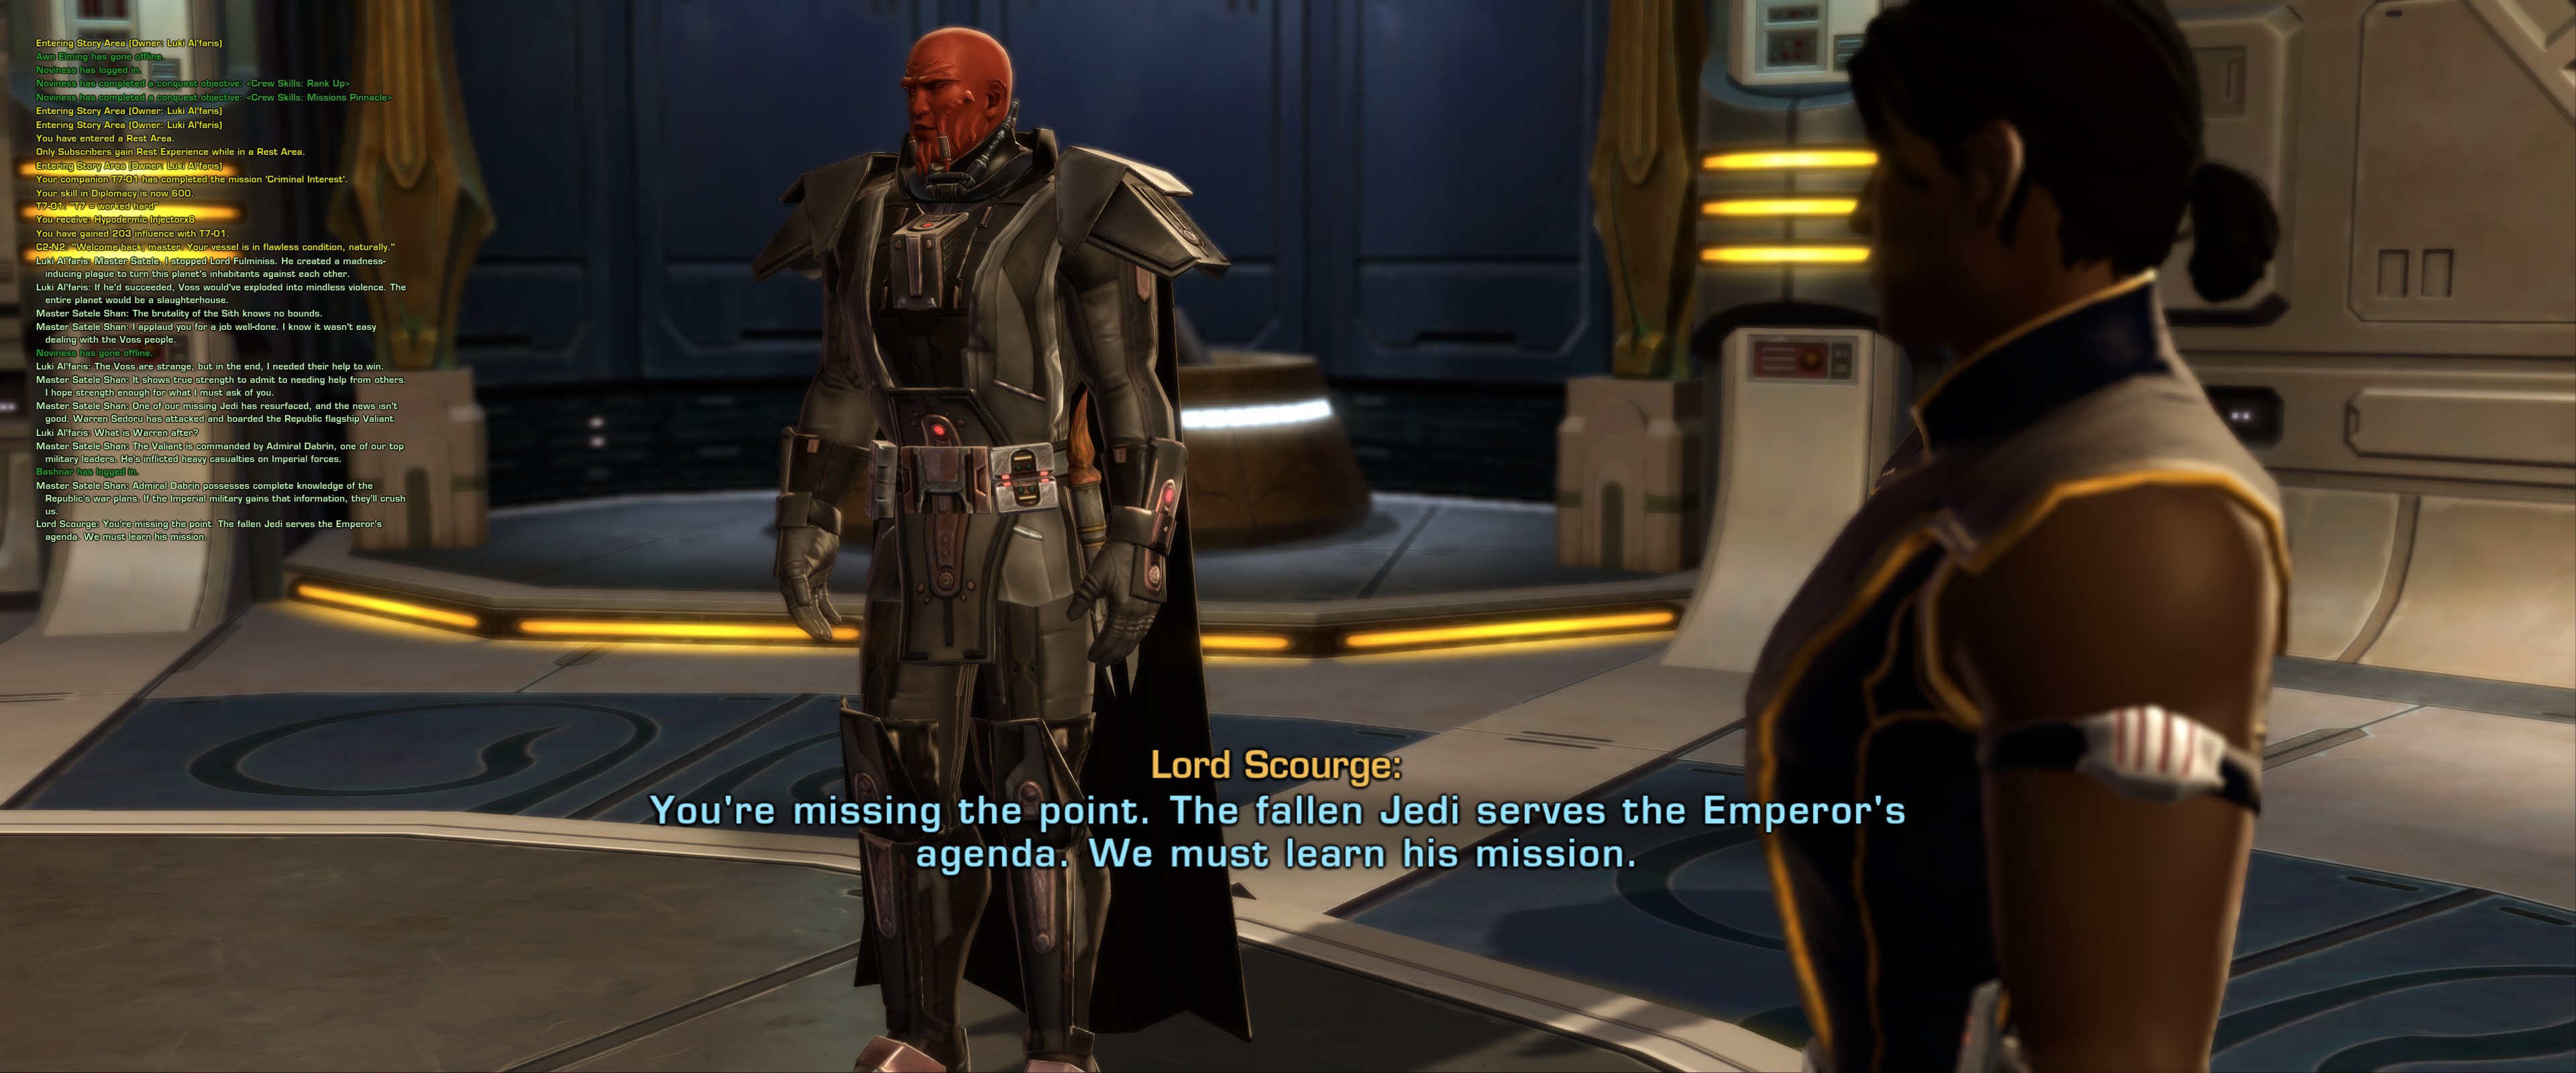 Entering Story Area (Owner: Luki Al'faris)
Awn Elming has gone offline.
Noviness has logged in.
Noviness has completed a conquest objective: <Crew Skills: Rank Up>
Noviness has completed a conquest objective: <Crew Skills: Missions Pinnacle>
Entering Story Area (Owner: Luki Al'faris)
Entering Story Area (Owner: Luki Al'faris)
You have entered a Rest Area.
Only Subscribers gain Rest Experience while in a Rest Area.
Entering Story Area (Owner: Luki Al'faris)
Your companion T7-01 has completed the mission 'Criminal Interest'.
Your skill in Diplomacy is now 600.
T7-01: "T7 = worked hard"
You receive: Hypodermic Injectorx8
You have gained 203 influence with T7-01.
C2-N2: "Welcome back, master. Your vessel is in flawless condition, naturally."
Luki Al'faris: Master Satele, I stopped Lord Fulminiss. He created a madness-
inducing plague to turn this planet's inhabitants against each other.
Luki Al'faris: If he'd succeeded, Voss would've exploded into mindless violence. The
entire planet would be a slaughterhouse.
Master Satele Shan: The brutality of the Sith knows no bounds.
Master Satele Shan: I applaud you for a job well-done. I know it wasn't easy
dealing with the Voss people.
Noviness has gone offline.
Luki Al'faris: The Voss are strange, but in the end, I needed their help to win.
Master Satele Shan: It shows true strength to admit to needing help from others.
I hope strength enough for what I must ask of you.
Master Satele Shan: One of our missing Jedi has resurfaced, and the news isn't
good. Warren Sedoru has attacked and boarded the Republic flagship Valiant.
Luki Al'faris: What is Warren after?
Master Satele Shan: The Valiant is commanded by Admiral Dabrin, one of our top
military leaders. He's inflicted heavy casualties on Imperial forces.
Bashnar has logged in.
Master Satele Shan: Admiral Dabrin possesses complete knowledge of the
Republic's war plans. If the Imperial military gains that information, they'll crush
us.
Lord Scourge: You're missing the point. The fallen Jedi serves the Emperor's
agenda. We must learn his mission.
Lord Scourge:
You're missing the point. The fallen Jedi serves the Emperor's
agenda. We must learn his mission.